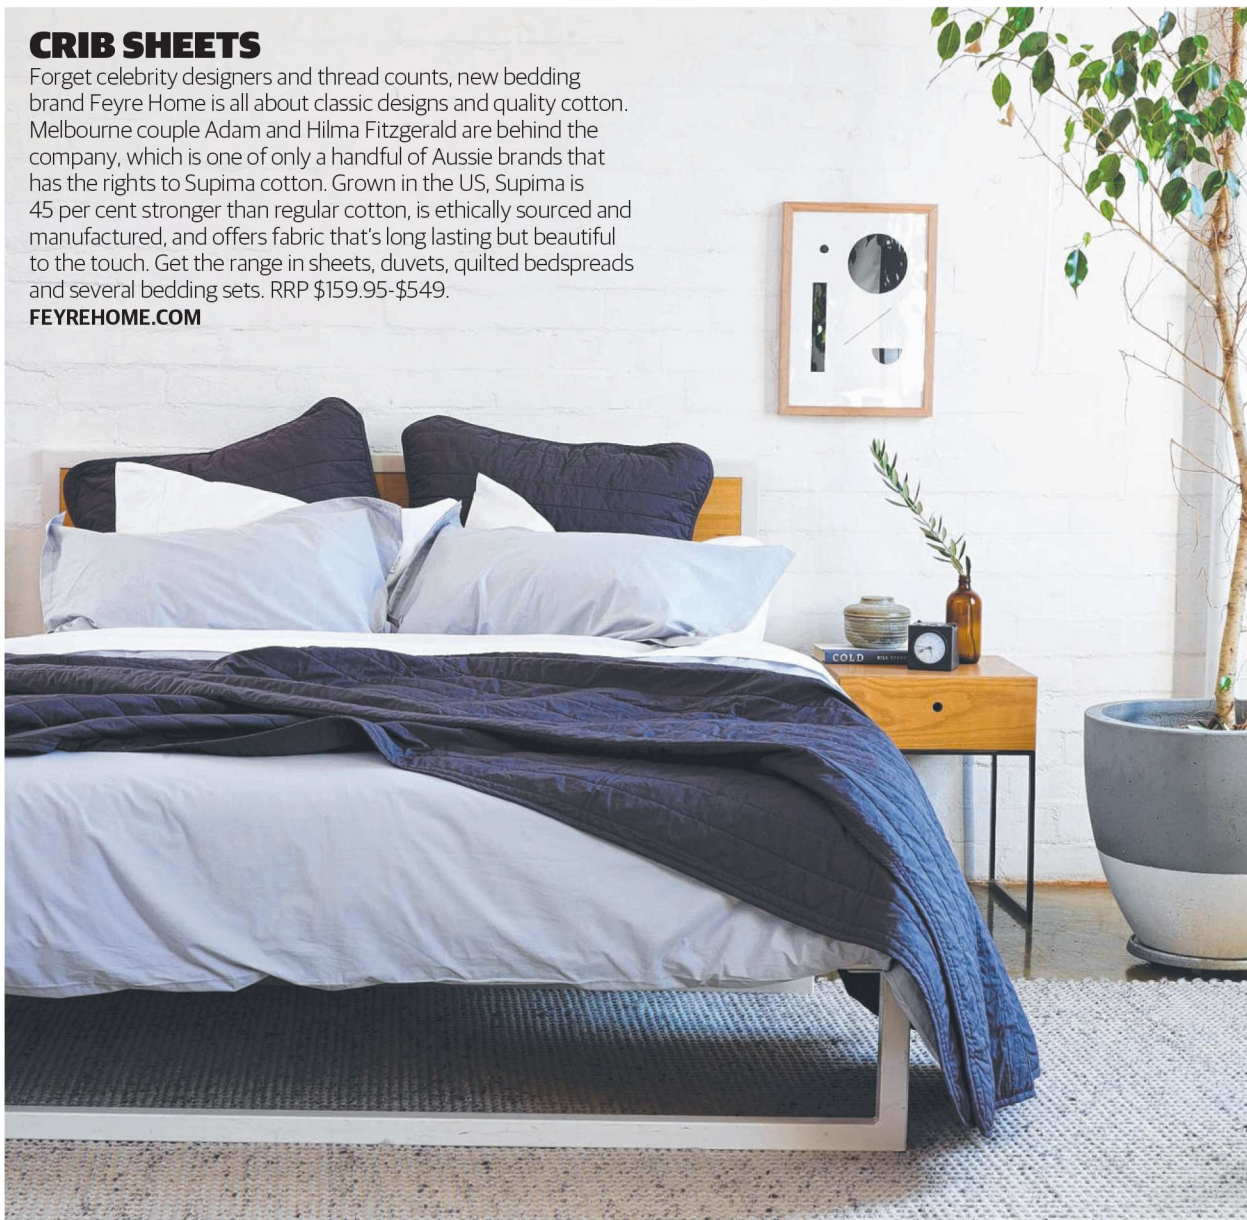 CRIB SHEETS
Forget celebrity designers and thread counts, new bedding
brand Feyre Home is all about classic designs and quality cotton.
Melbourne couple Adam and Hilma Fitzgerald are behind the
company, which is one of only a handful of Aussie brands that
has the rights to Supima cotton. Grown in the US, Supima is
45 per cent stronger than regular cotton, is ethically sourced and
manufactured, and offers fabric that's long lasting but beautiful
to the touch. Get the range in sheets, duvets, quilted bedspreads
and several bedding sets. RRP $159.95-$549.
FEYREHOME.COM
COLD